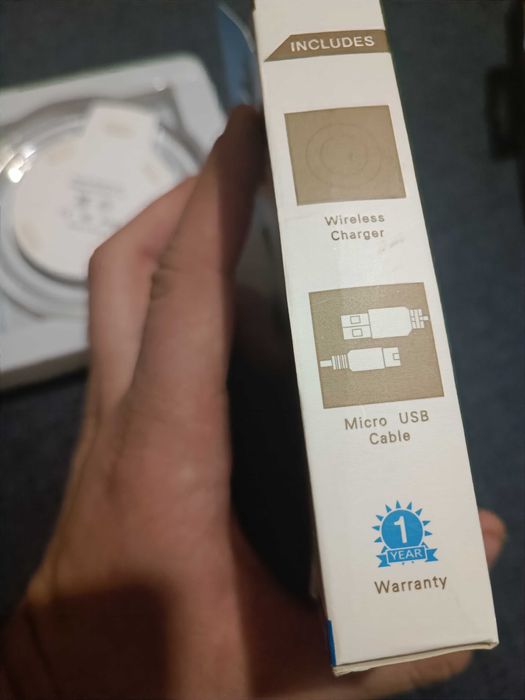 INCLUDES
Wireless
Charger
Micro USB
Cable
1
YEAR
Warranty